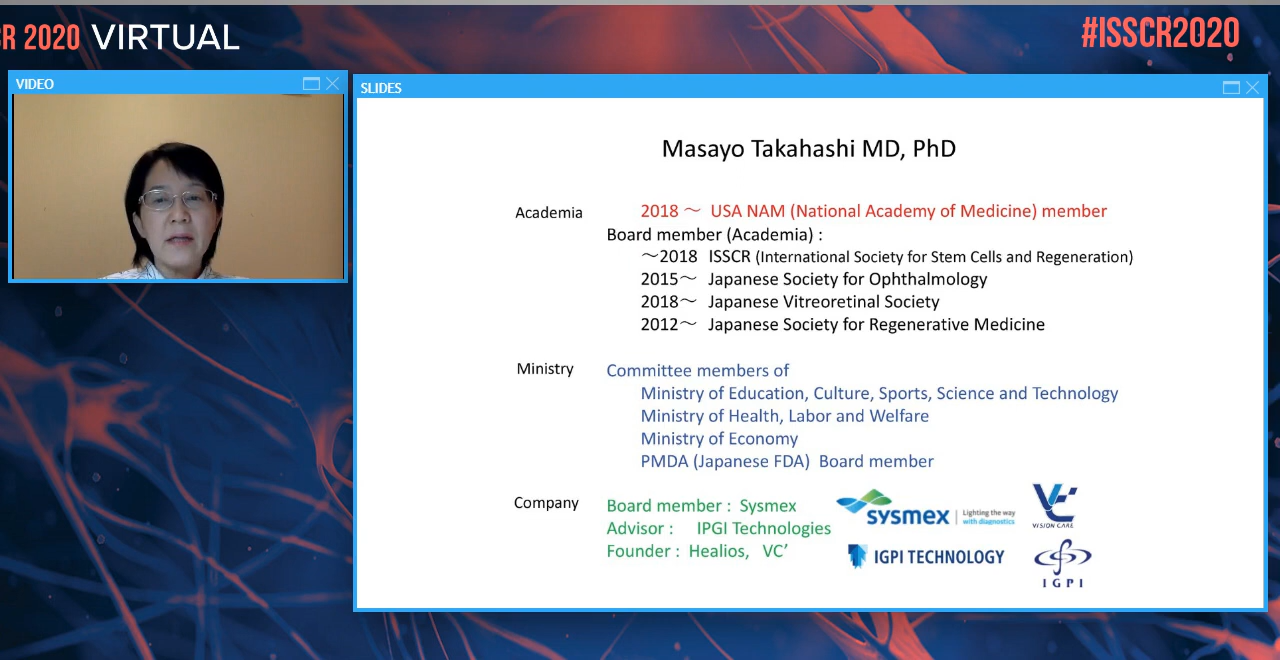 R 2020 VIRTUAL
#ISSCR2020
VIDEO
SLIDES
Masayo Takahashi MD, PhD
Academia
2018 〜 USA NAM (National Academy of Medicine) member
Board member (Academia) :
〜2018 ISSCR (International Society for Stem Cells and Regeneration)
2015〜 Japanese Society for Ophthalmology
2018〜 Japanese Vitreoretinal Society
2012〜 Japanese Society for Regenerative Medicine
Ministry
Committee members of
Ministry of Education, Culture, Sports, Science and Technology
Ministry of Health, Labor and Welfare
Ministry of Economy
PMDA (Japanese FDA) Board member
Company
Board member : Sysmex
Advisor : IPGI Technologies
Founder : Healios, VC’
sysmex
Lighting the way
with diagnostics
VC'
VISION CARE
IGPI TECHNOLOGY
IGPI